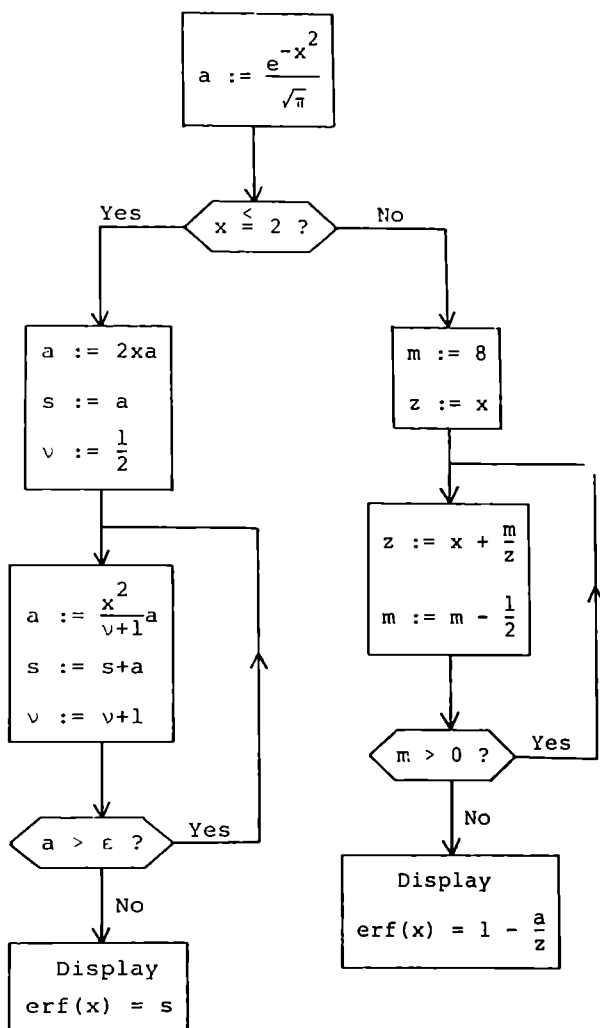 a := e^{-x^2} / √π
x ≤ 2 ?
Yes
No
a := 2xa
s := a
ν := 1/2
a := x^2/(ν+1) a
s := s+a
ν := ν+1
a > ε ?
Yes
No
Display
erf(x) = s
m := 8
z := x
z := x + m/z
m := m - 1/2
m > 0 ?
Yes
No
Display
erf(x) = 1 - a/z